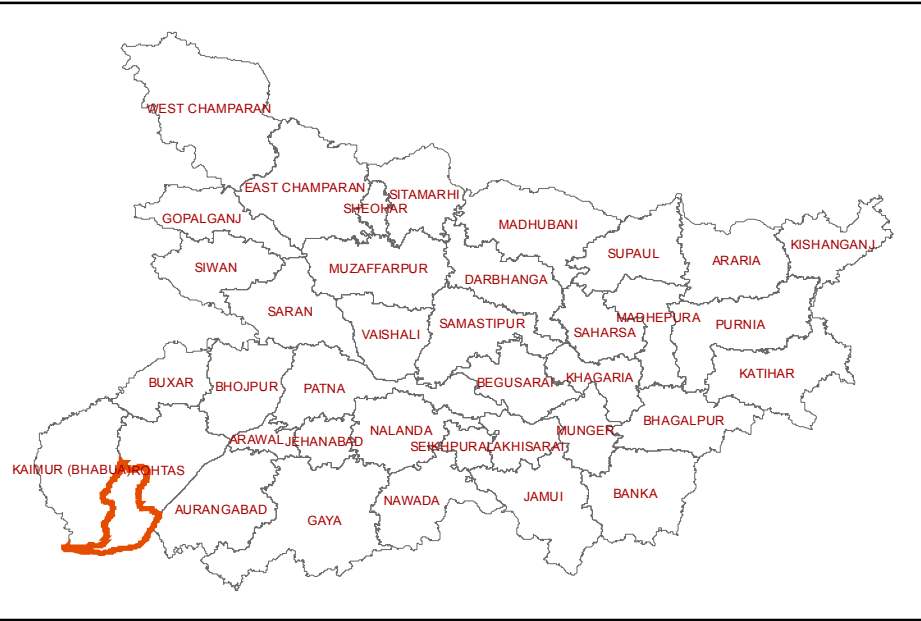 WEST CHAMPARAN
EAST CHAMPARAN
SITAMARHI
SHEOHAR
GOPALGANJ
MADHUBANI
KISHANGANJ
SUPAUL
ARARIA
SIWAN
MUZAFFARPUR
DARBHANGA
SARAN
MADHEPURA
SAMASTIPUR
PURNIA
VAISHALI
SAHARSA
KATIHAR
BUXAR
BHOJPUR
PATNA
BEGUSARAI
KHAGARIA
BHAGALPUR
NALANDA
MUNGER
ARAWAL
JEHANABAD
SEIKHPURA
LAKHISARAI
KAIMUR (BHABUA)
ROHTAS
AURANGABAD
GAYA
NAWADA
JAMUI
BANKA